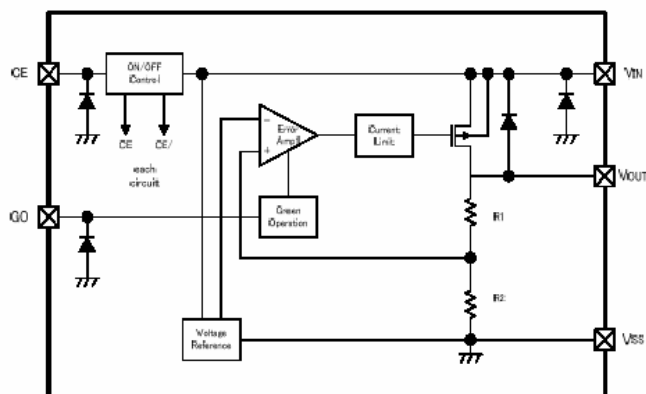 CE
ON/OFF
Control
VIN
CE
CE/
each
circuit
−
Error
Amp.
+
Current
Limit
VOUT
GO
Green
Operation
R1
R2
Voltage
Reference
VSS